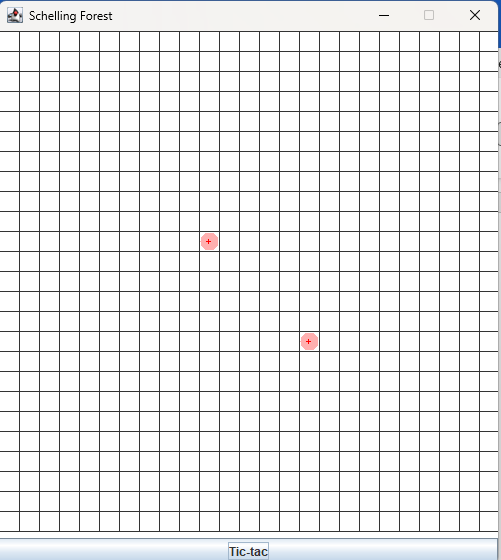 Schelling Forest
+
+
Tic-tac